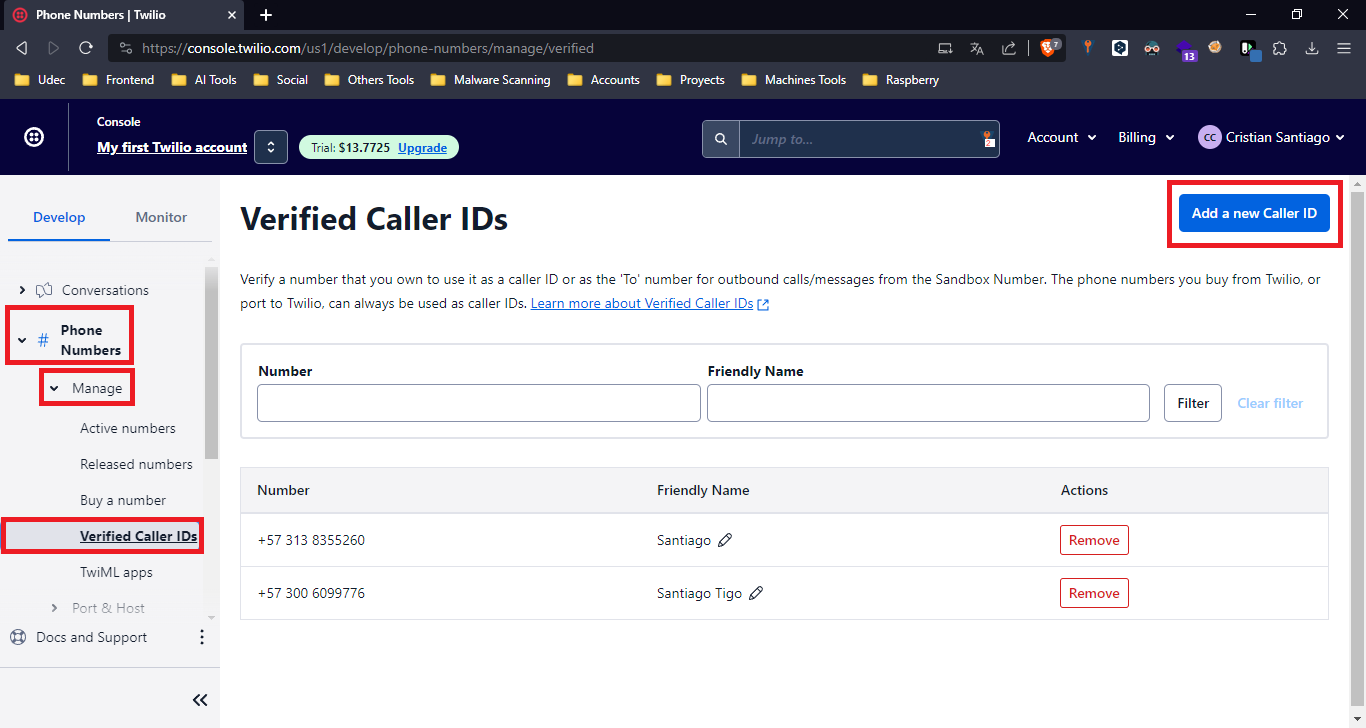 Phone Numbers | Twilio
https://console.twilio.com/us1/develop/phone-numbers/manage/verified
7
13
Udec
Frontend
AI Tools
Social
Others Tools
Malware Scanning
Accounts
Proyects
Machines Tools
Raspberry
Console
My first Twilio account
Trial: $13.7725 Upgrade
Jump to...
2
Account
Billing
CC
Cristian Santiago
Develop
Monitor
Conversations
# Phone
Numbers
Manage
Active numbers
Released numbers
Buy a number
Verified Caller IDs
TwiML apps
Port & Host
Docs and Support
Verified Caller IDs
Add a new Caller ID
Verify a number that you own to use it as a caller ID or as the 'To' number for outbound calls/messages from the Sandbox Number. The phone numbers you buy from Twilio, or
port to Twilio, can always be used as caller IDs. Learn more about Verified Caller IDs
Number
Friendly Name
Filter
Clear filter
Number Friendly Name Actions
+57 313 8355260 Santiago Remove
+57 300 6099776 Santiago Tigo Remove